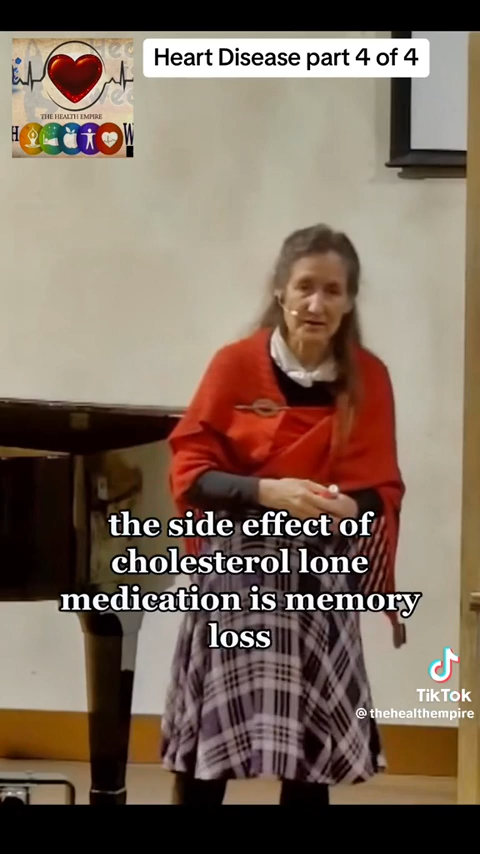 Heart Disease part 4 of 4
THE HEALTH EMPIRE
the side effect of
cholesterol lone
medication is memory
loss
TikTok
@ thehealthempire